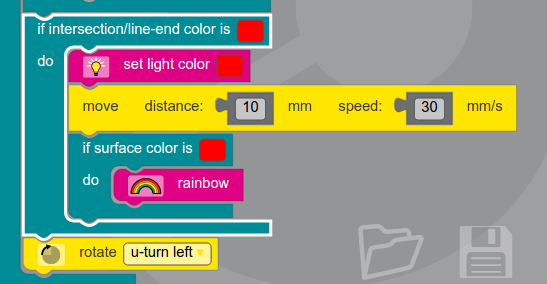 if intersection/line-end color is
do set light color
move distance: 10 mm speed: 30 mm/s
if surface color is
do rainbow
rotate u-turn left